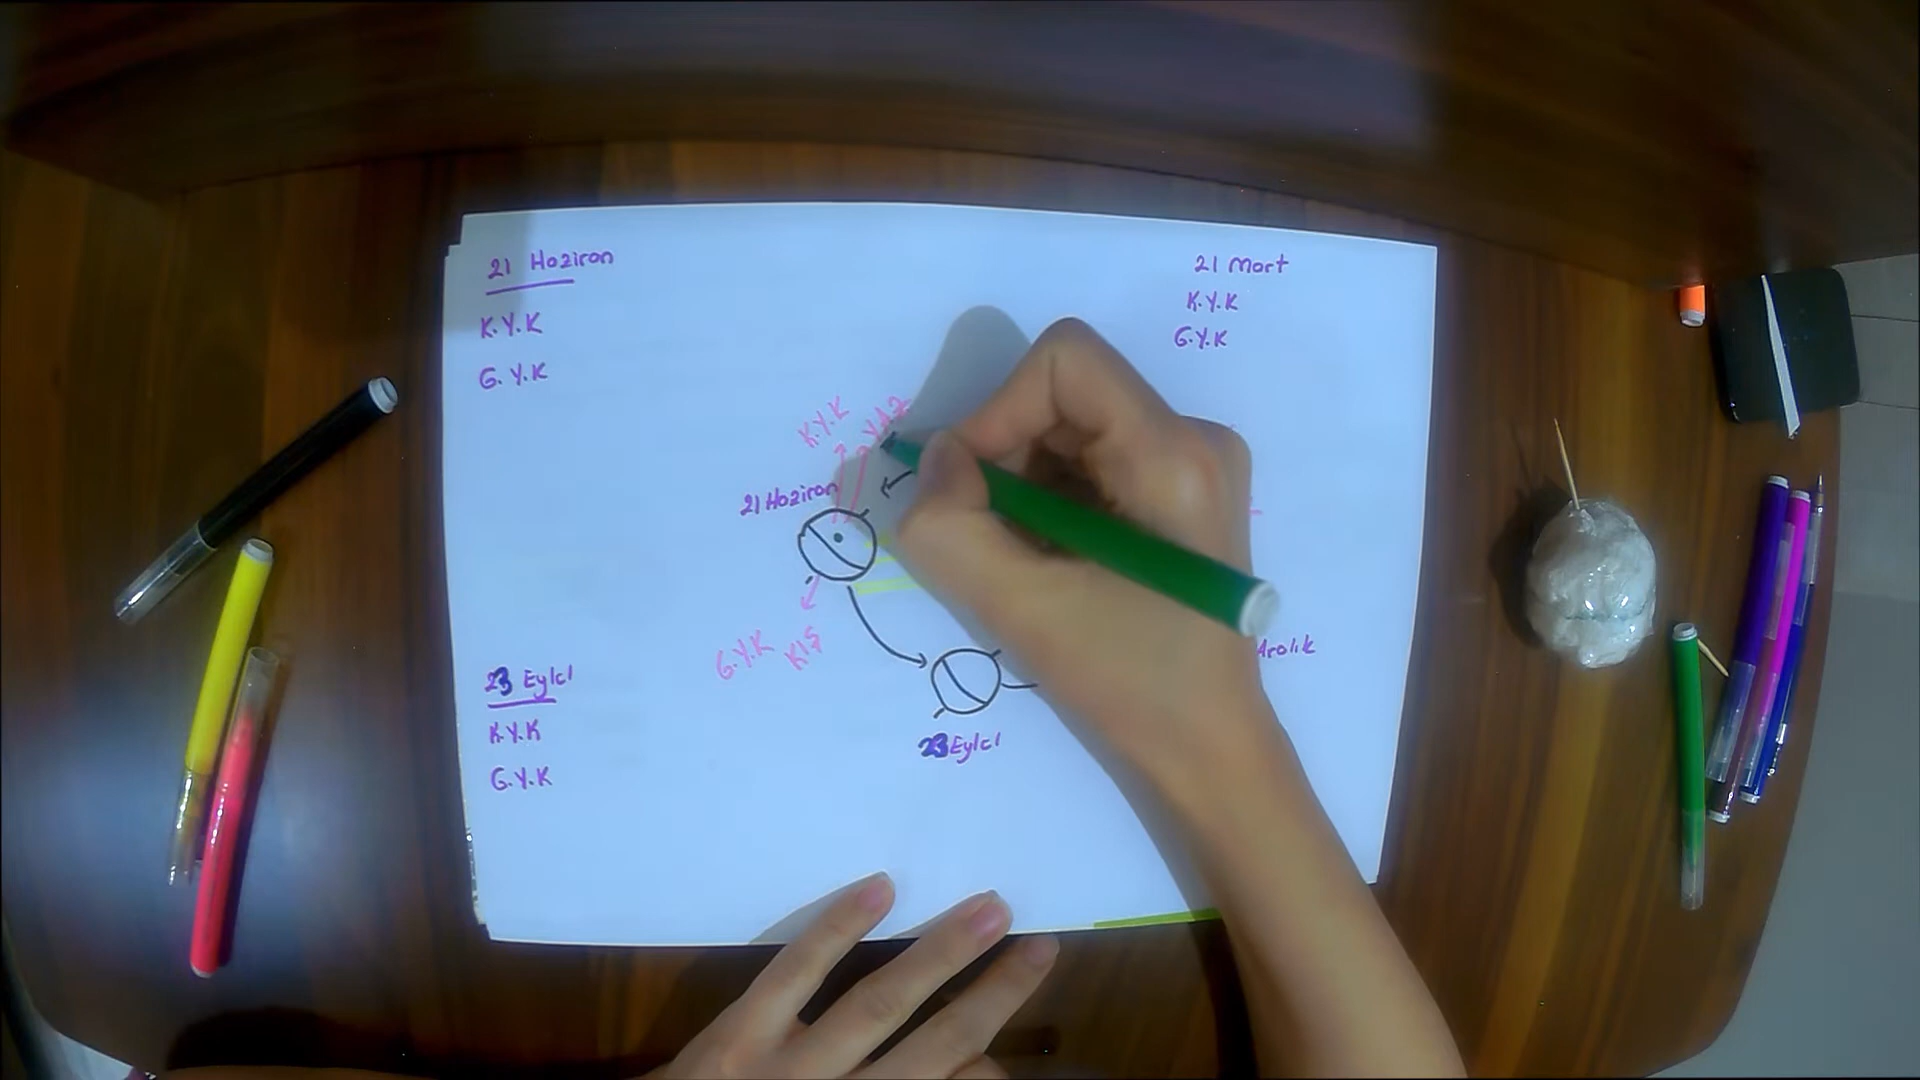 21 Haziran
K.Y.K
G.Y.K
21 Mart
K.Y.K
G.Y.K
K.Y.K
YAZ
21 Haziran
G.Y.K
KIŞ
Aralık
23 Eylül
K.Y.K
G.Y.K
23 Eylül